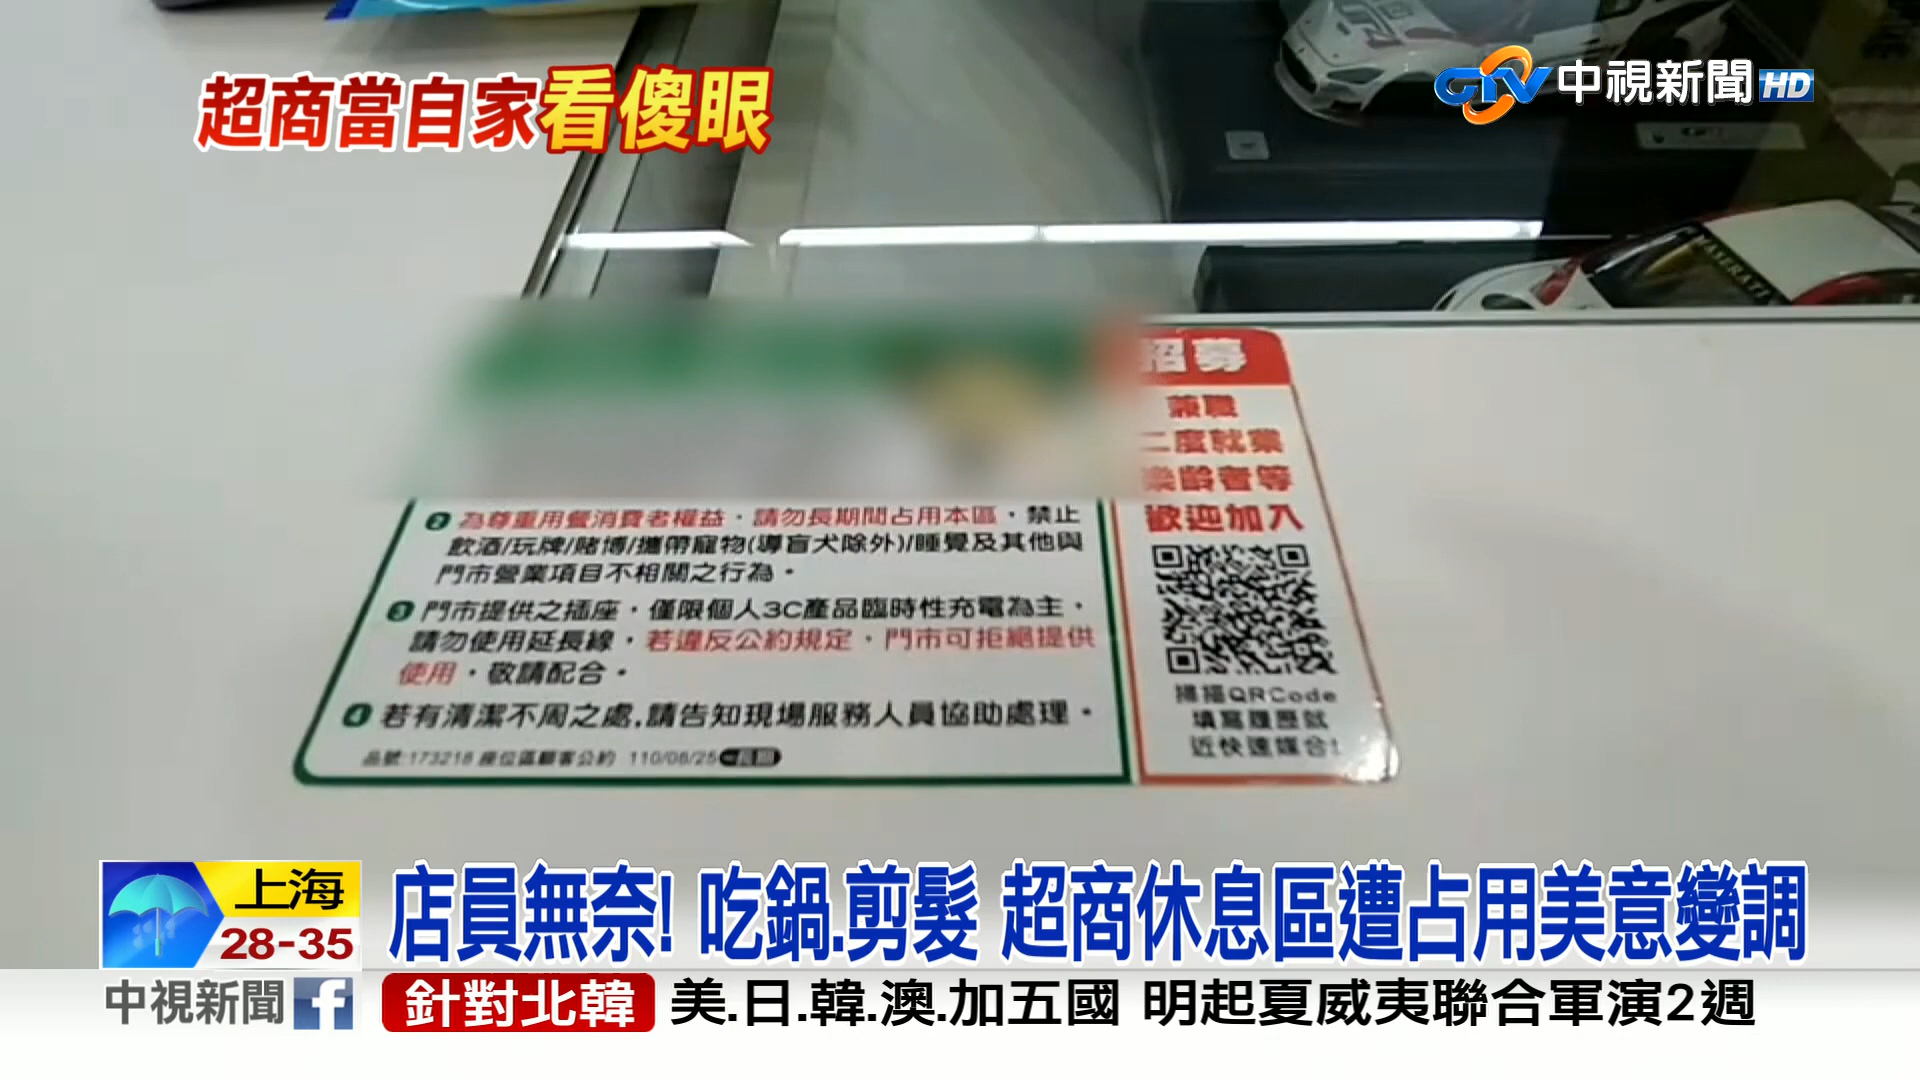 超商當自家看傻眼
CTV中視新聞HD
MASERATI
招募
兼職
二度就業
樂齡者等
歡迎加入
❷為尊重用餐消費者權益,請勿長期間占用本區,禁止
飲酒/玩牌/賭博/攜帶寵物(導盲犬除外)/睡覺及其他與
門市營業項目不相關之行為。
❸門市提供之插座,僅限個人3C產品臨時性充電為主,
請勿使用延長線,若違反公約規定,門市可拒絕提供
使用,敬請配合。
❹若有清潔不周之處,請告知現場服務人員協助處理。
品號:173218 座位區顧客公約 110/08/25
掃描QRCode
填寫履歷就
近快速媒合!
上海
28-35
店員無奈! 吃鍋.剪髮 超商休息區遭占用美意變調
中視新聞
針對北韓 美.日.韓.澳.加五國 明起夏威夷聯合軍演2週